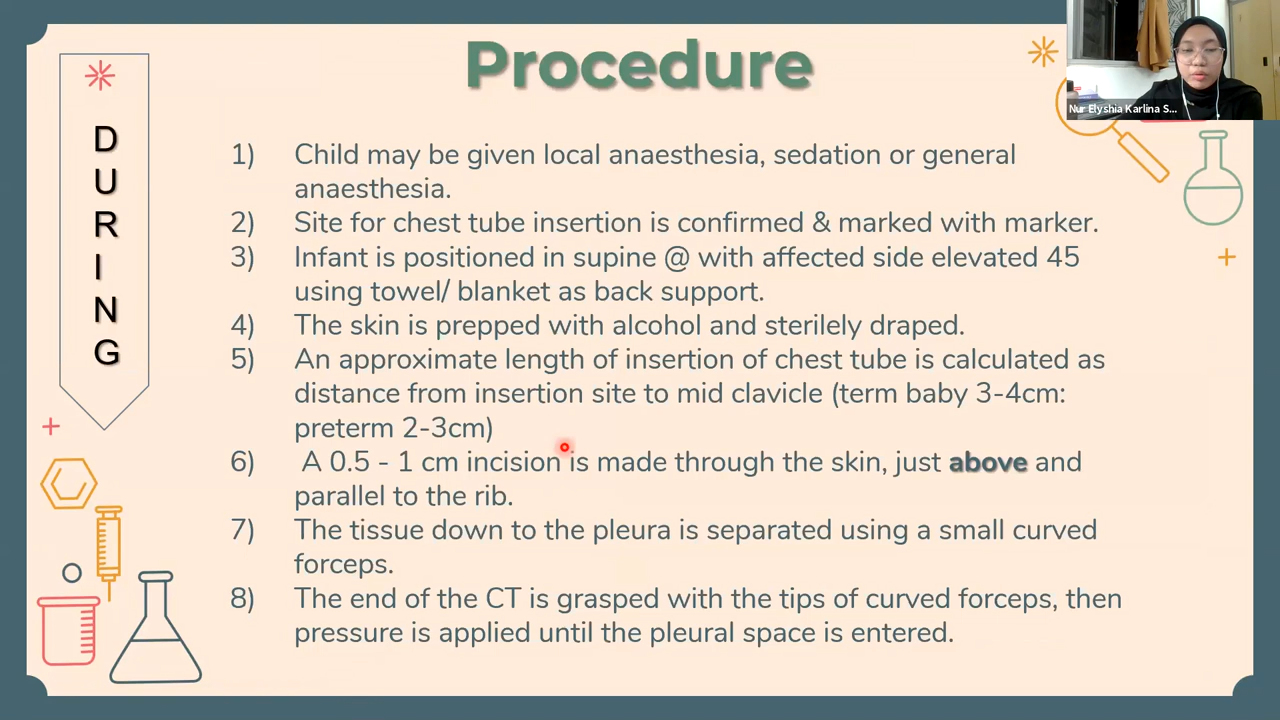 Procedure
Nur Elyshia Karlina S...
DURING
1) Child may be given local anaesthesia, sedation or general
anaesthesia.
2) Site for chest tube insertion is confirmed & marked with marker.
3) Infant is positioned in supine @ with affected side elevated 45
using towel/ blanket as back support.
4) The skin is prepped with alcohol and sterilely draped.
5) An approximate length of insertion of chest tube is calculated as
distance from insertion site to mid clavicle (term baby 3-4cm:
preterm 2-3cm)
6) A 0.5 - 1 cm incision is made through the skin, just above and
parallel to the rib.
7) The tissue down to the pleura is separated using a small curved
forceps.
8) The end of the CT is grasped with the tips of curved forceps, then
pressure is applied until the pleural space is entered.